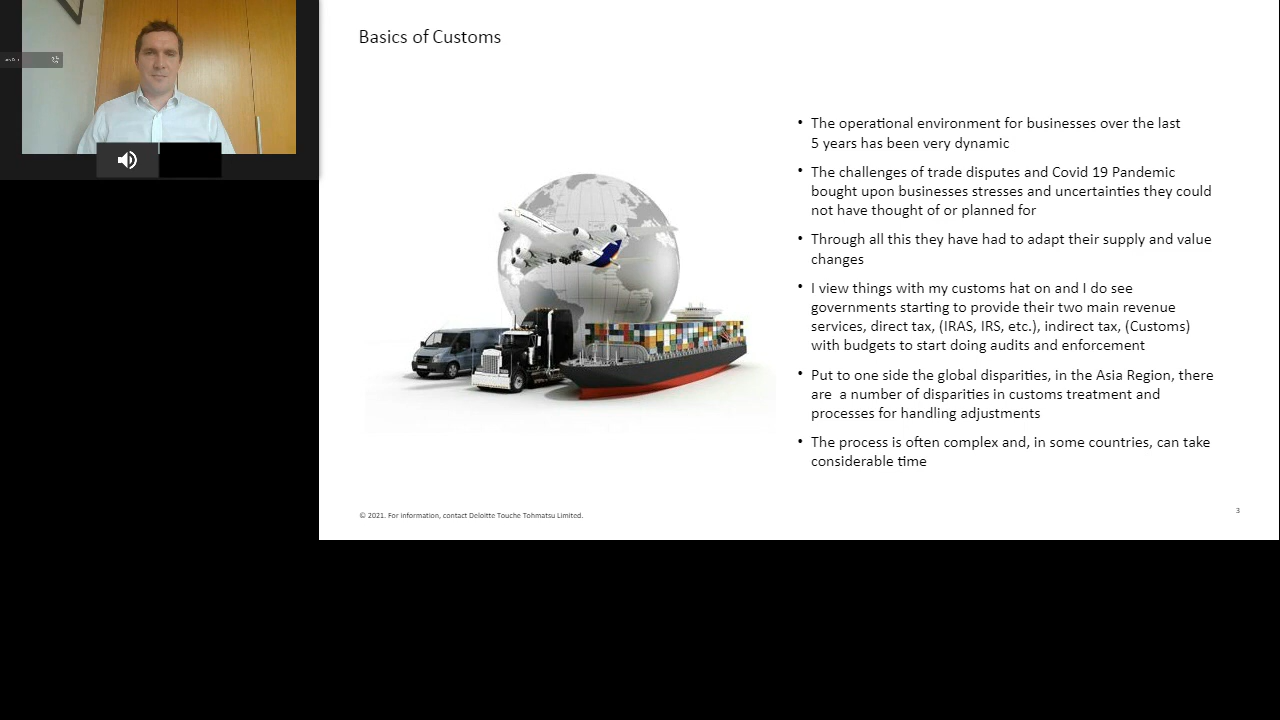 Basics of Customs
• The operational environment for businesses over the last
5 years has been very dynamic
• The challenges of trade disputes and Covid 19 Pandemic
bought upon businesses stresses and uncertainties they could
not have thought of or planned for
• Through all this they have had to adapt their supply and value
changes
• I view things with my customs hat on and I do see
governments starting to provide their two main revenue
services, direct tax, (IRAS, IRS, etc.), indirect tax, (Customs)
with budgets to start doing audits and enforcement
• Put to one side the global disparities, in the Asia Region, there
are  a number of disparities in customs treatment and
processes for handling adjustments
• The process is often complex and, in some countries, can take
considerable time
© 2021. For information, contact Deloitte Touche Tohmatsu Limited.
3